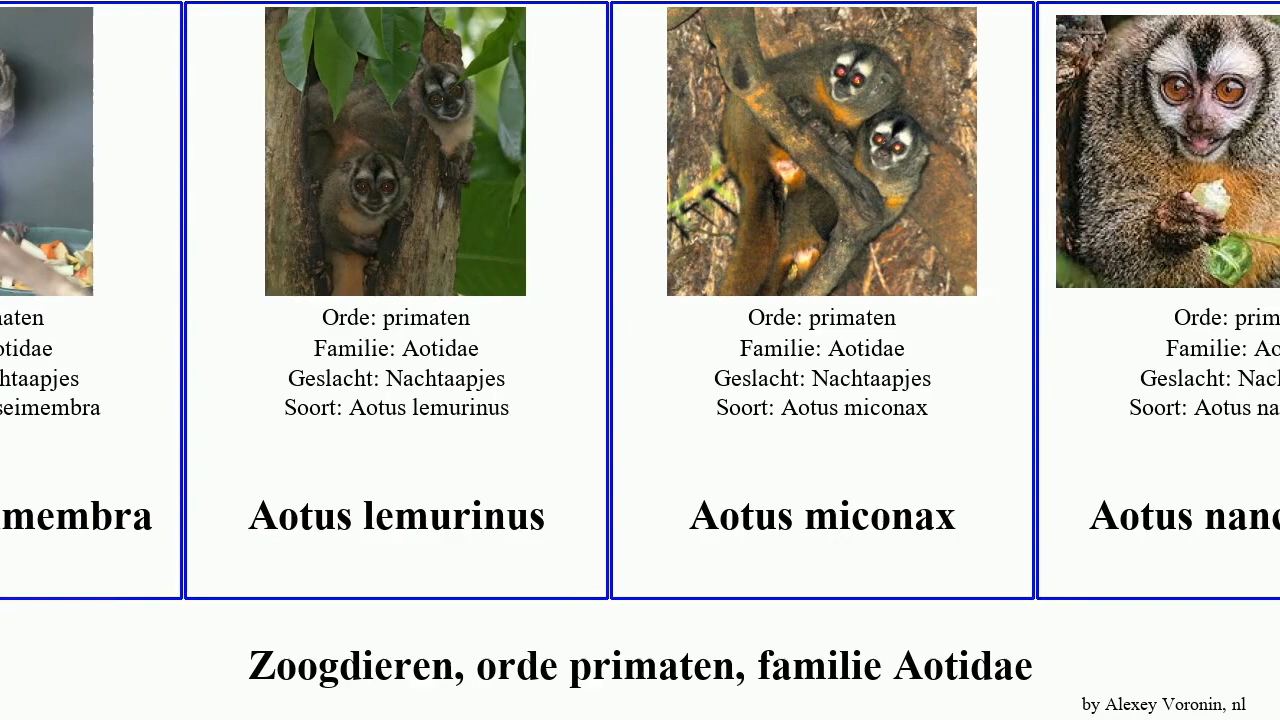 naten
otidae
htaapjes
seimembra
imembra
Orde: primaten
Familie: Aotidae
Geslacht: Nachtaapjes
Soort: Aotus lemurinus
Aotus lemurinus
Orde: primaten
Familie: Aotidae
Geslacht: Nachtaapjes
Soort: Aotus miconax
Aotus miconax
Orde: prim
Familie: Ao
Geslacht: Nach
Soort: Aotus na
Aotus nanc
Zoogdieren, orde primaten, familie Aotidae
by Alexey Voronin, nl